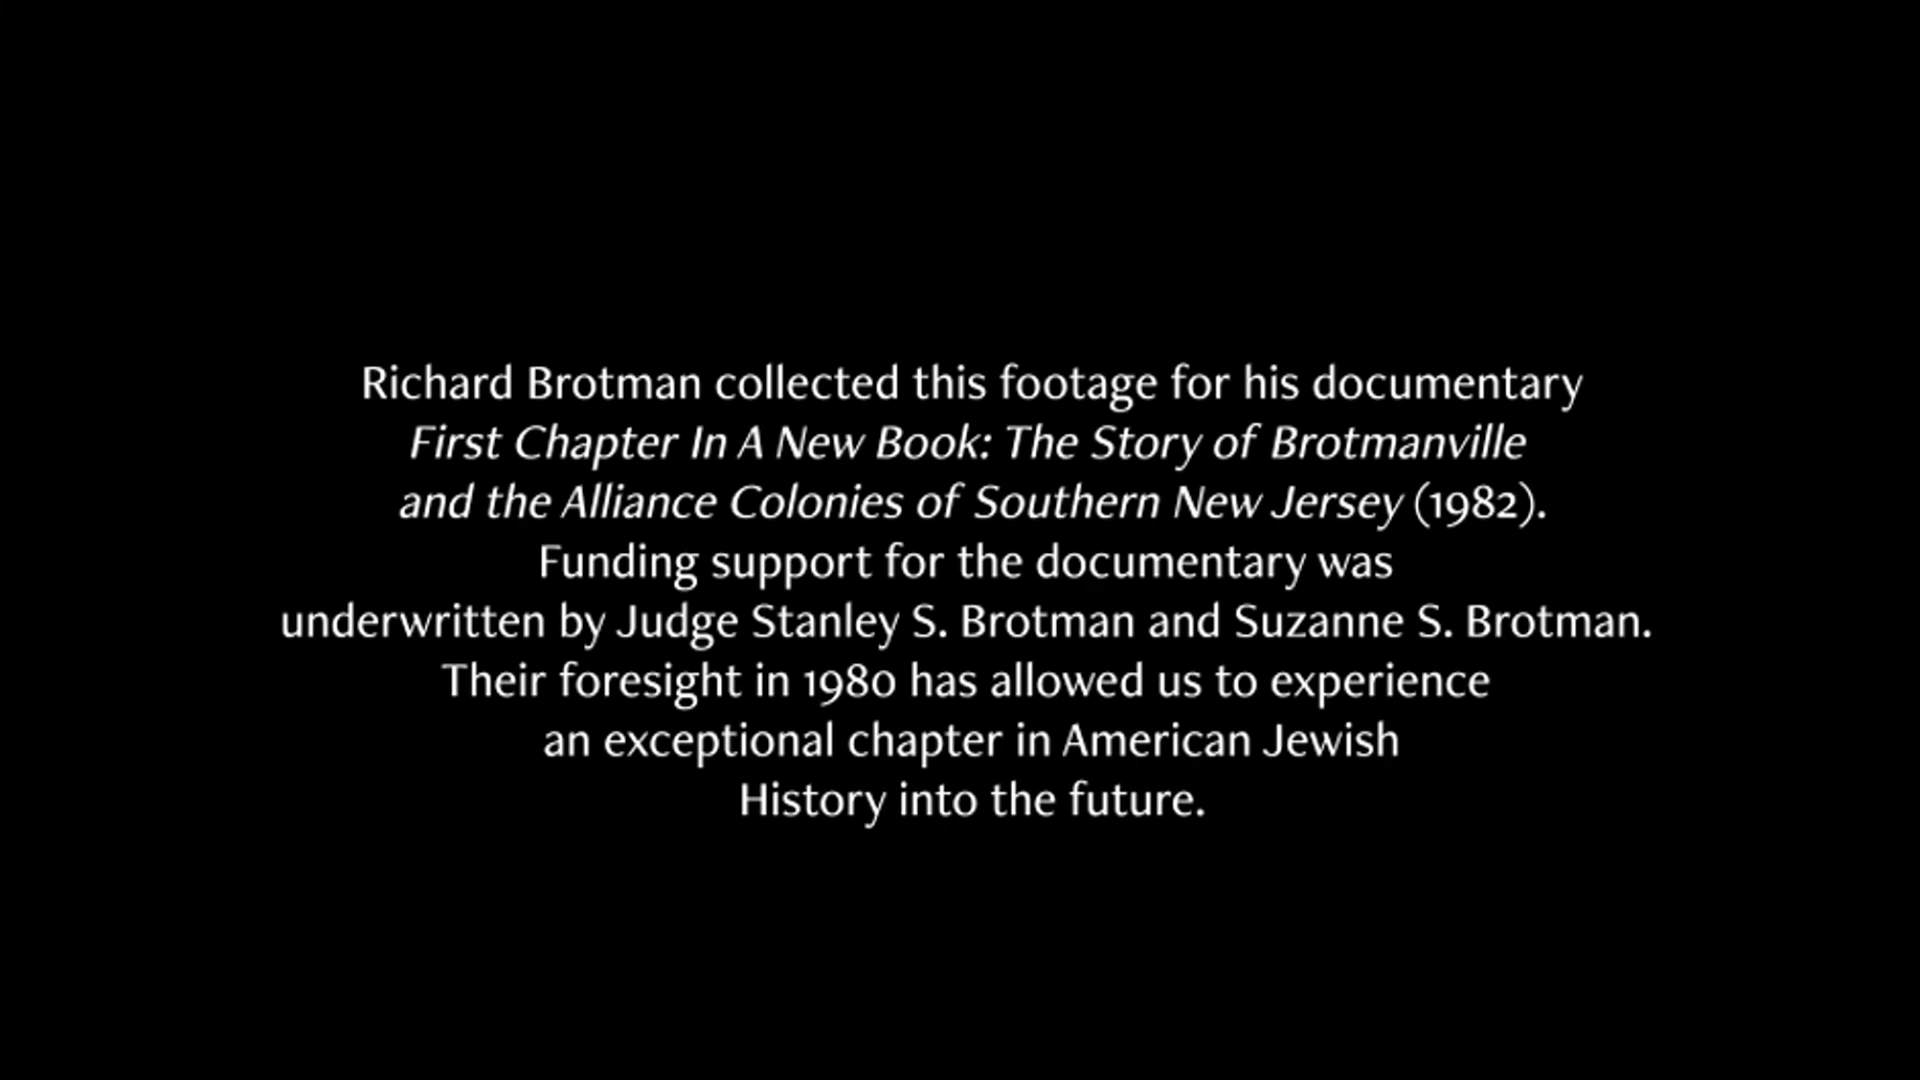 Richard Brotman collected this footage for his documentary
First Chapter In A New Book: The Story of Brotmanville
and the Alliance Colonies of Southern New Jersey (1982).
Funding support for the documentary was
underwritten by Judge Stanley S. Brotman and Suzanne S. Brotman.
Their foresight in 1980 has allowed us to experience
an exceptional chapter in American Jewish
History into the future.